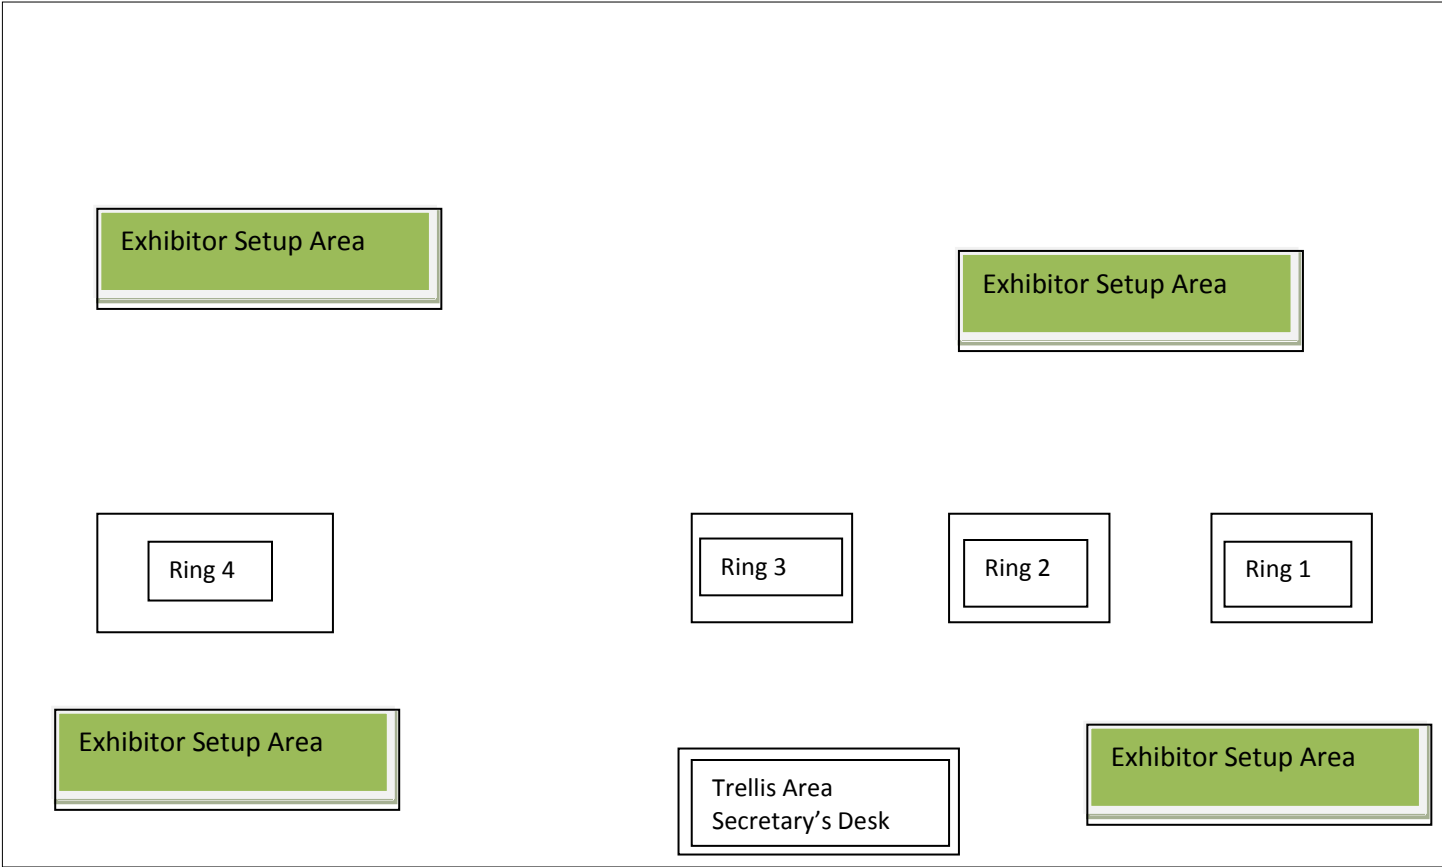 Exhibitor Setup Area
Exhibitor Setup Area
Ring 4
Ring 3
Ring 2
Ring 1
Exhibitor Setup Area
Exhibitor Setup Area
Trellis Area
Secretary’s Desk